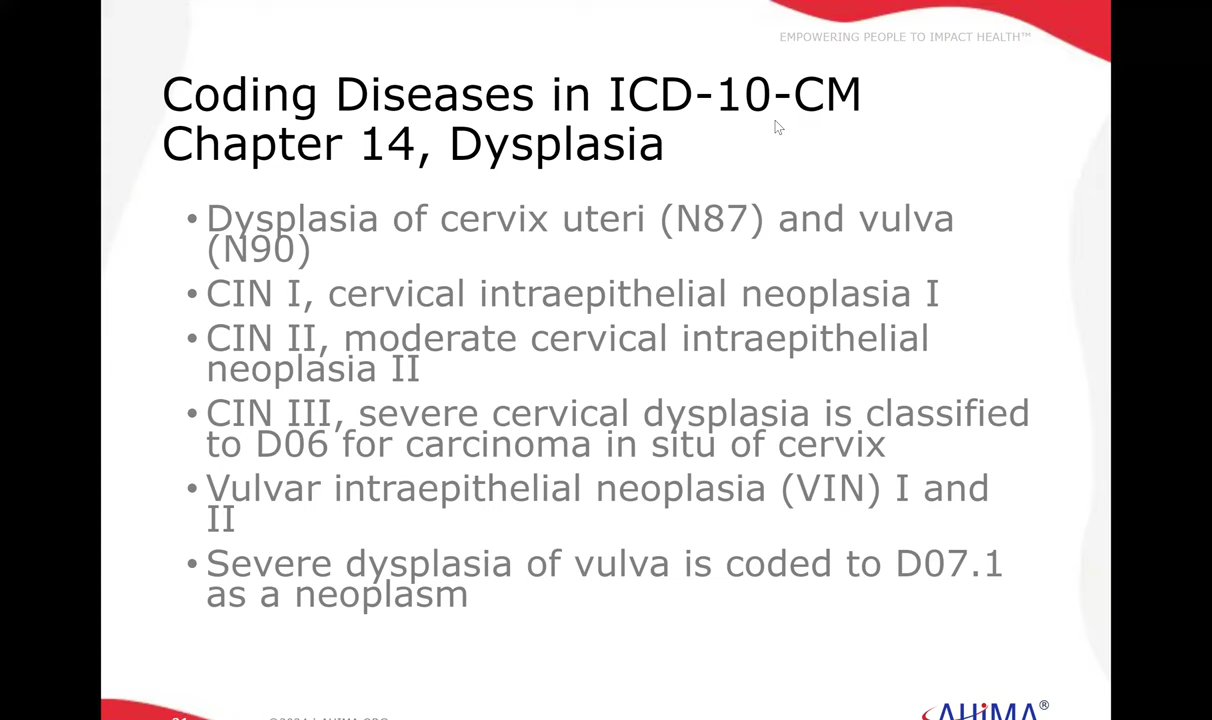 EMPOWERING PEOPLE TO IMPACT HEALTH™
Coding Diseases in ICD-10-CM
Chapter 14, Dysplasia
• Dysplasia of cervix uteri (N87) and vulva
(N90)
• CIN I, cervical intraepithelial neoplasia I
• CIN II, moderate cervical intraepithelial
neoplasia II
• CIN III, severe cervical dysplasia is classified
to D06 for carcinoma in situ of cervix
• Vulvar intraepithelial neoplasia (VIN) I and
II
• Severe dysplasia of vulva is coded to D07.1
as a neoplasm
AHIMA®